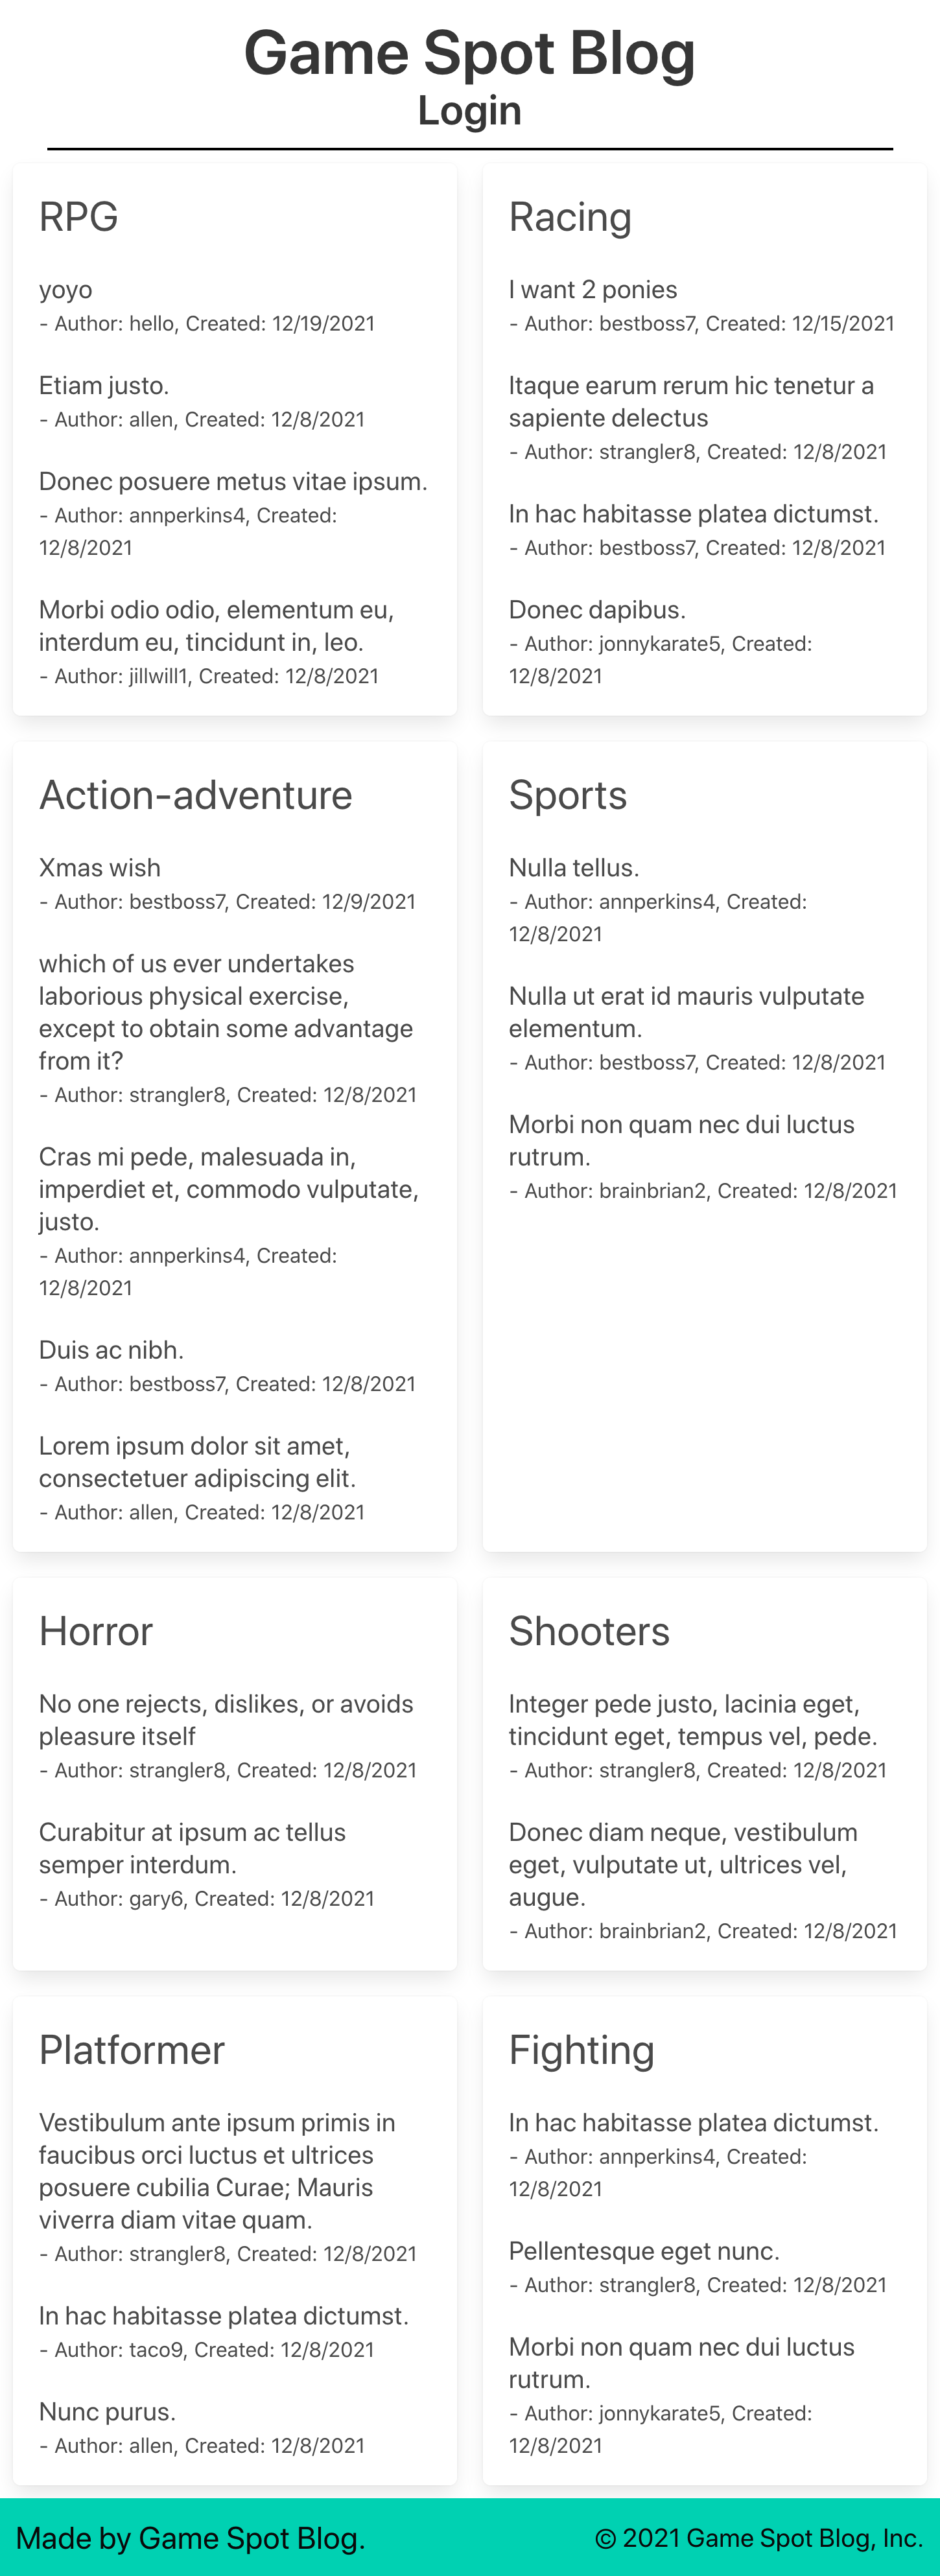 Game Spot Blog
Login
RPG
yoyo
- Author: hello, Created: 12/19/2021
Etiam justo.
- Author: allen, Created: 12/8/2021
Donec posuere metus vitae ipsum.
- Author: annperkins4, Created:
12/8/2021
Morbi odio odio, elementum eu,
interdum eu, tincidunt in, leo.
- Author: jillwill1, Created: 12/8/2021
Racing
I want 2 ponies
- Author: bestboss7, Created: 12/15/2021
Itaque earum rerum hic tenetur a
sapiente delectus
- Author: strangler8, Created: 12/8/2021
In hac habitasse platea dictumst.
- Author: bestboss7, Created: 12/8/2021
Donec dapibus.
- Author: jonnykarate5, Created:
12/8/2021
Action-adventure
Xmas wish
- Author: bestboss7, Created: 12/9/2021
which of us ever undertakes
laborious physical exercise,
except to obtain some advantage
from it?
- Author: strangler8, Created: 12/8/2021
Cras mi pede, malesuada in,
imperdiet et, commodo vulputate,
justo.
- Author: annperkins4, Created:
12/8/2021
Duis ac nibh.
- Author: bestboss7, Created: 12/8/2021
Lorem ipsum dolor sit amet,
consectetuer adipiscing elit.
- Author: allen, Created: 12/8/2021
Sports
Nulla tellus.
- Author: annperkins4, Created:
12/8/2021
Nulla ut erat id mauris vulputate
elementum.
- Author: bestboss7, Created: 12/8/2021
Morbi non quam nec dui luctus
rutrum.
- Author: brainbrian2, Created: 12/8/2021
Horror
No one rejects, dislikes, or avoids
pleasure itself
- Author: strangler8, Created: 12/8/2021
Curabitur at ipsum ac tellus
semper interdum.
- Author: gary6, Created: 12/8/2021
Shooters
Integer pede justo, lacinia eget,
tincidunt eget, tempus vel, pede.
- Author: strangler8, Created: 12/8/2021
Donec diam neque, vestibulum
eget, vulputate ut, ultrices vel,
augue.
- Author: brainbrian2, Created: 12/8/2021
Platformer
Vestibulum ante ipsum primis in
faucibus orci luctus et ultrices
posuere cubilia Curae; Mauris
viverra diam vitae quam.
- Author: strangler8, Created: 12/8/2021
In hac habitasse platea dictumst.
- Author: taco9, Created: 12/8/2021
Nunc purus.
- Author: allen, Created: 12/8/2021
Fighting
In hac habitasse platea dictumst.
- Author: annperkins4, Created:
12/8/2021
Pellentesque eget nunc.
- Author: strangler8, Created: 12/8/2021
Morbi non quam nec dui luctus
rutrum.
- Author: jonnykarate5, Created:
12/8/2021
Made by Game Spot Blog.
© 2021 Game Spot Blog, Inc.